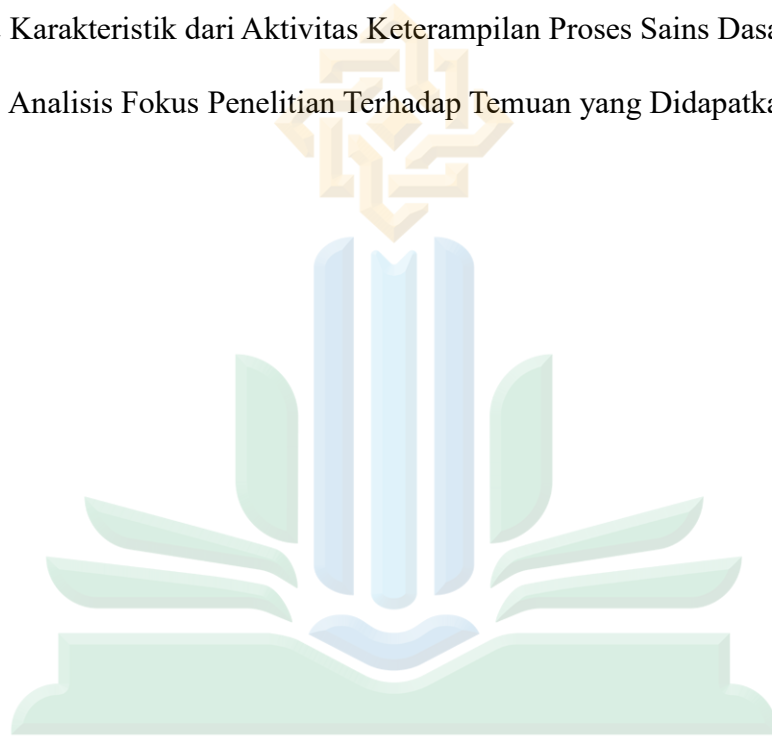 Karakteristik dari Aktivitas Keterampilan Proses Sains
Analisis Fokus Penelitian Terhadap Temuan yang